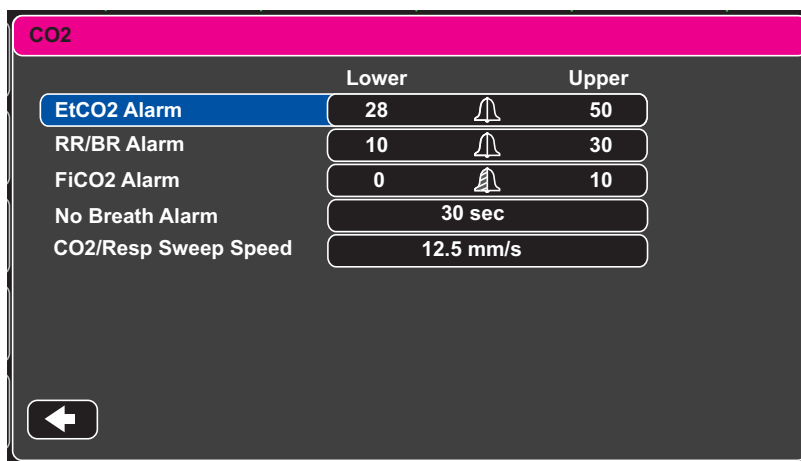 CO2
Lower Upper
EtCO2 Alarm 28 50
RR/BR Alarm 10 30
FiCO2 Alarm 0 10
No Breath Alarm 30 sec
CO2/Resp Sweep Speed 12.5 mm/s